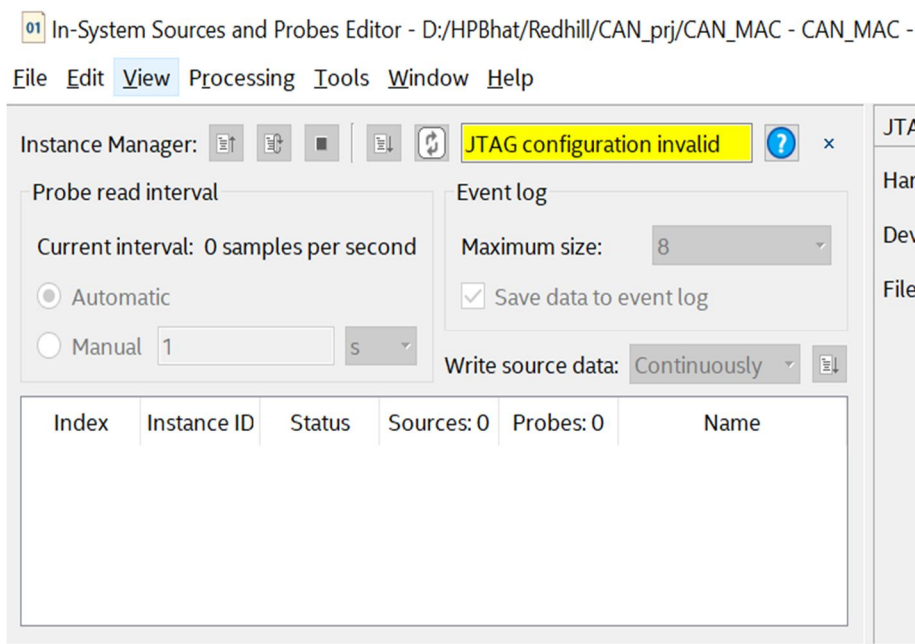 01 In-System Sources and Probes Editor - D:/HPBhat/Redhill/CAN_prj/CAN_MAC - CAN_MAC -
File Edit View Processing Tools Window Help
Instance Manager: JTAG configuration invalid ? ×
Probe read interval
Current interval: 0 samples per second
Automatic
Manual 1 s
Event log
Maximum size: 8
Save data to event log
Write source data: Continuously
Index Instance ID Status Sources: 0 Probes: 0 Name
JTA
Har
Dev
File